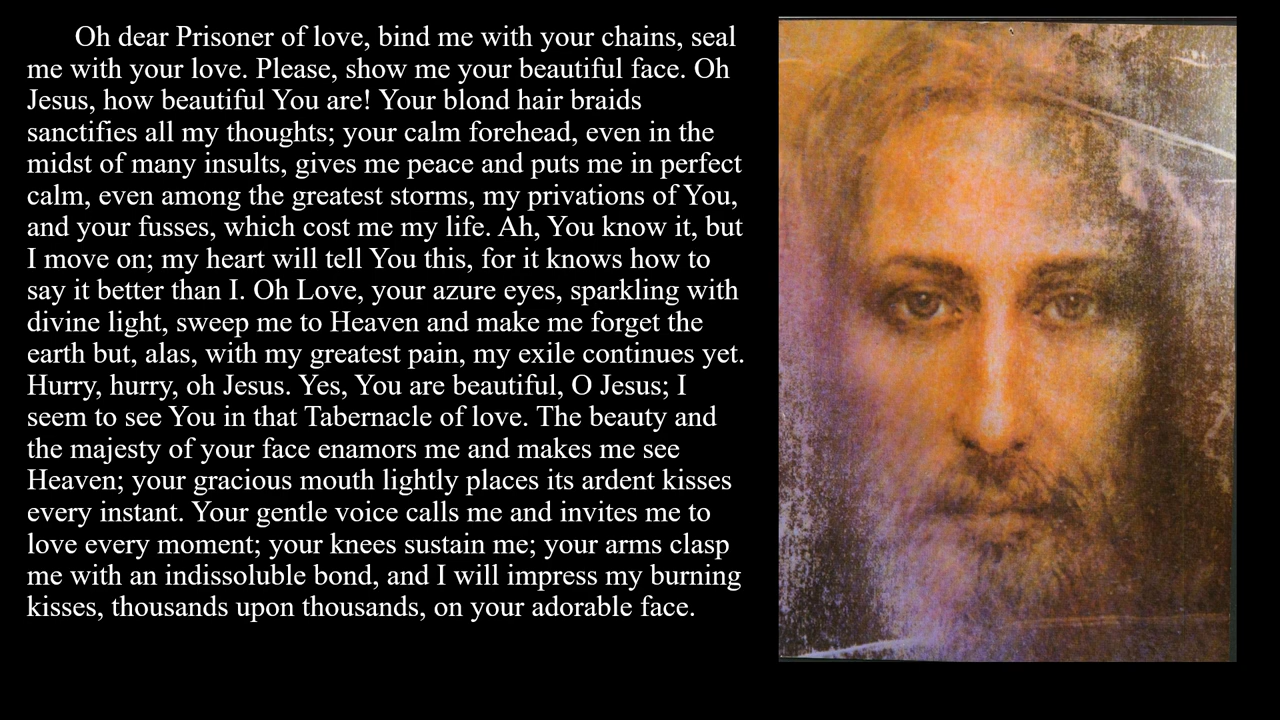 Oh dear Prisoner of love, bind me with your chains, seal
me with your love. Please, show me your beautiful face. Oh
Jesus, how beautiful You are! Your blond hair braids
sanctifies all my thoughts; your calm forehead, even in the
midst of many insults, gives me peace and puts me in perfect
calm, even among the greatest storms, my privations of You,
and your fusses, which cost me my life. Ah, You know it, but
I move on; my heart will tell You this, for it knows how to
say it better than I. Oh Love, your azure eyes, sparkling with
divine light, sweep me to Heaven and make me forget the
earth but, alas, with my greatest pain, my exile continues yet.
Hurry, hurry, oh Jesus. Yes, You are beautiful, O Jesus; I
seem to see You in that Tabernacle of love. The beauty and
the majesty of your face enamors me and makes me see
Heaven; your gracious mouth lightly places its ardent kisses
every instant. Your gentle voice calls me and invites me to
love every moment; your knees sustain me; your arms clasp
me with an indissoluble bond, and I will impress my burning
kisses, thousands upon thousands, on your adorable face.